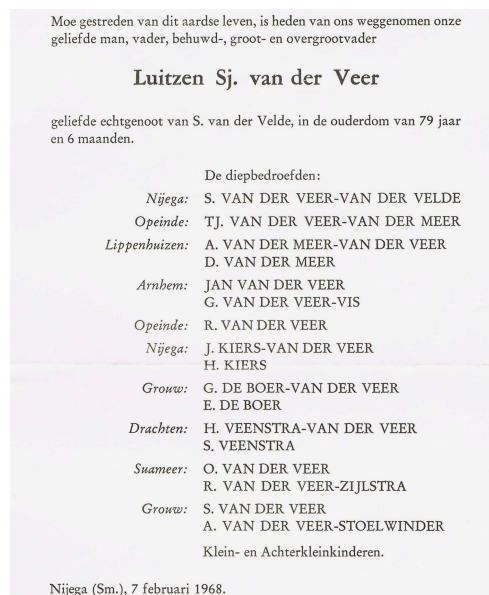 Moe gestreden van dit aardse leven, is heden van ons weggenomen onze
geliefde man, vader, behuwd-, groot- en overgrootvader
Luitzen Sj. van der Veer
geliefde echtgenoot van S. van der Velde, in de ouderdom van 79 jaar
en 6 maanden.
De diepbedroefden:
Nijega: S. VAN DER VEER-VAN DER VELDE
Opeinde: TJ. VAN DER VEER-VAN DER MEER
Lippenhuizen: A. VAN DER MEER-VAN DER VEER
D. VAN DER MEER
Arnhem: JAN VAN DER VEER
G. VAN DER VEER-VIS
Opeinde: R. VAN DER VEER
Nijega: J. KIERS-VAN DER VEER
H. KIERS
Grouw: G. DE BOER-VAN DER VEER
E. DE BOER
Drachten: H. VEENSTRA-VAN DER VEER
S. VEENSTRA
Suameer: O. VAN DER VEER
R. VAN DER VEER-ZIJLSTRA
Grouw: S. VAN DER VEER
A. VAN DER VEER-STOELWINDER
Klein- en Achterkleinkinderen.
Nijega (Sm.), 7 februari 1968.